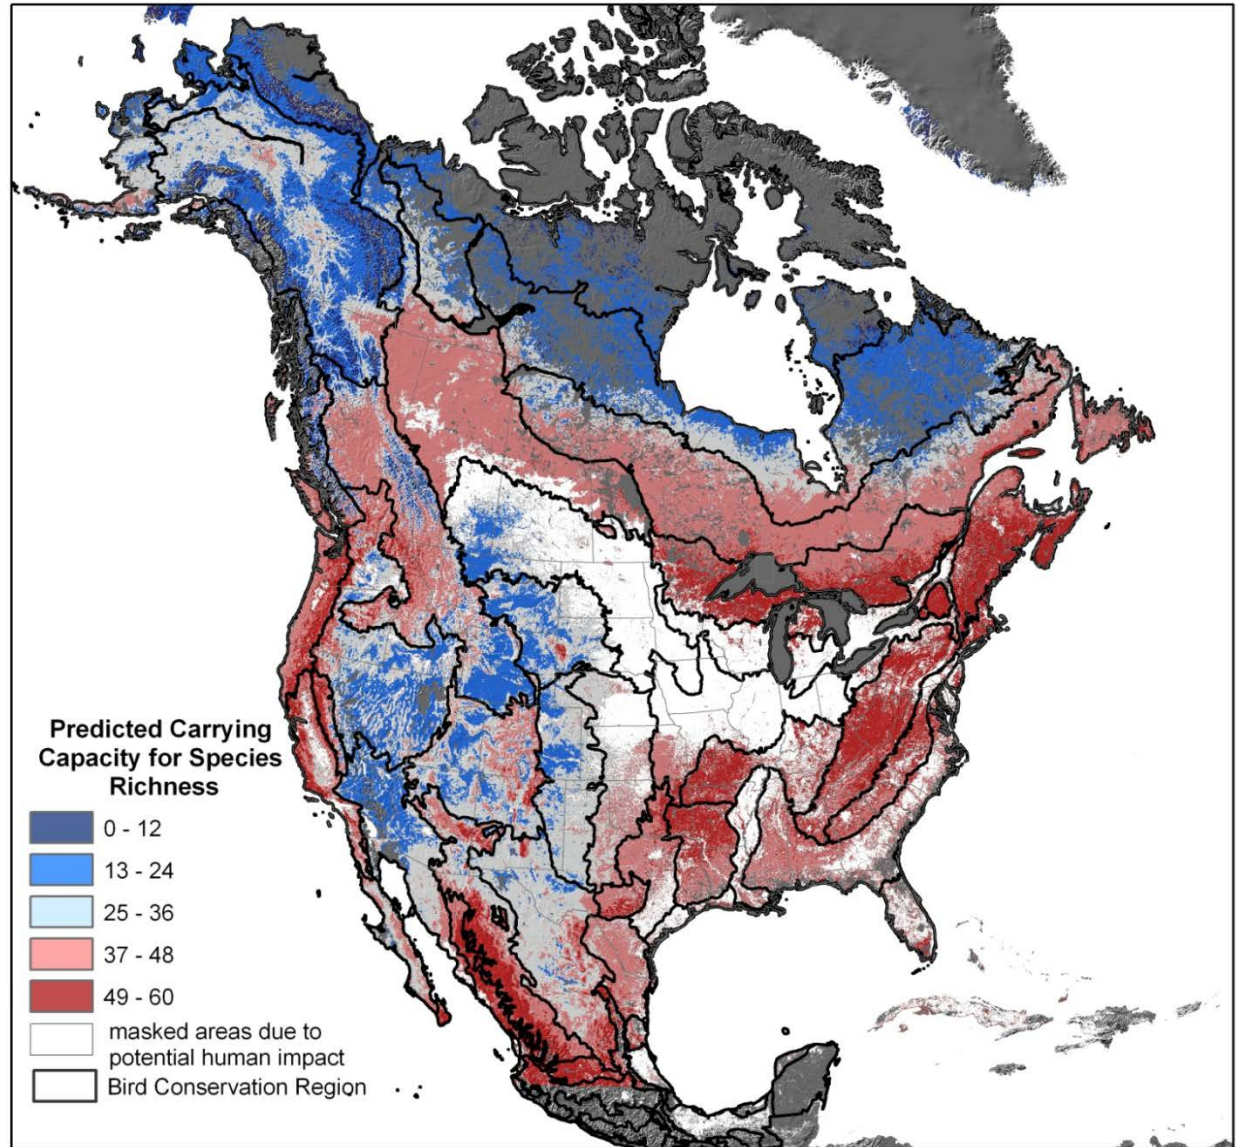 Predicted Carrying
Capacity for Species
Richness
0 - 12
13 - 24
25 - 36
37 - 48
49 - 60
masked areas due to
potential human impact
Bird Conservation Region